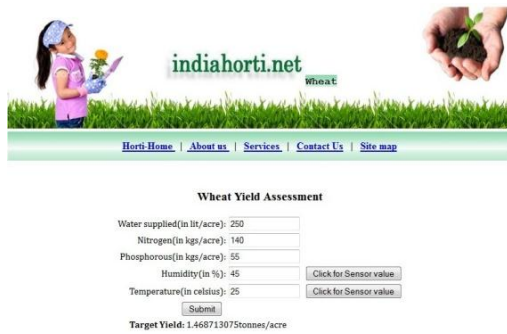 indiahorti.net
Wheat
Horti-Home | About us | Services | Contact Us | Site map
Wheat Yield Assessment
Water supplied(in lit/acre): 250
Nitrogen(in kgs/acre): 140
Phosphorous(in kgs/acre): 55
Humidity(in %): 45 Click for Sensor value
Temperature(in celsius): 25 Click for Sensor value
Submit
Target Yield: 1.468713075tonnes/acre